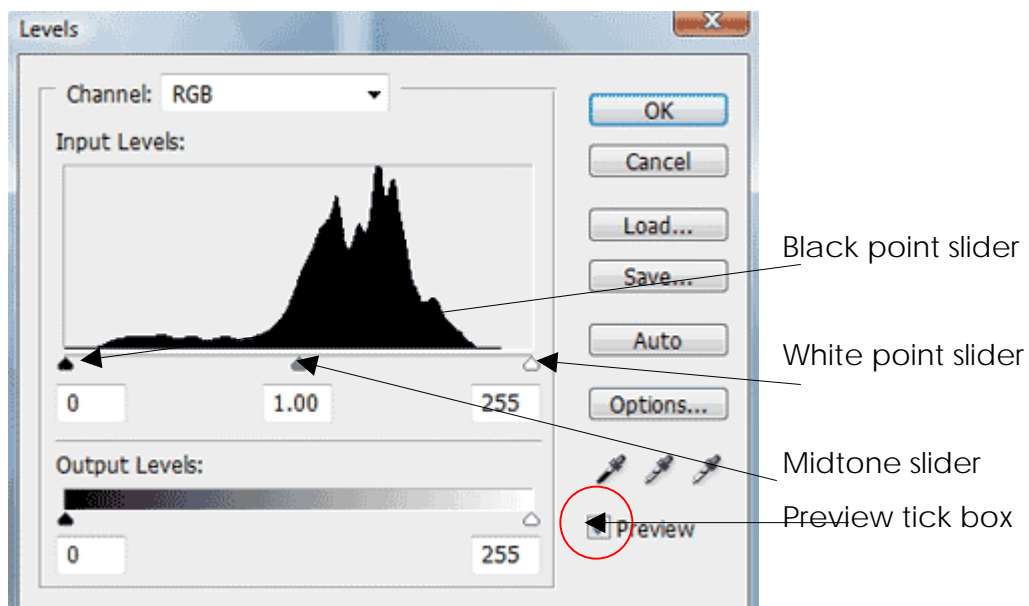 Levels
Channel: RGB
Input Levels:
0 1.00 255
Output Levels:
0 255
OK
Cancel
Load...
Save...
Auto
Options...
Preview
Black point slider
White point slider
Midtone slider
Preview tick box